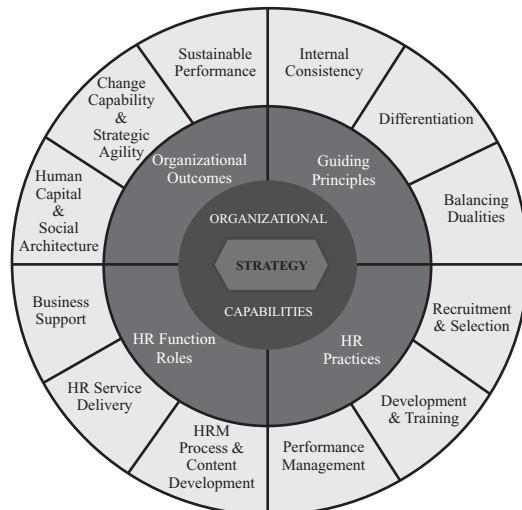 Sustainable
Performance
Internal
Consistency
Differentiation
Balancing
Dualities
Recruitment
& Selection
Development
& Training
Performance
Management
HRM
Process &
Content
Development
HR Service
Delivery
Business
Support
Human
Capital
&
Social
Architecture
Change
Capability
&
Strategic
Agility
Organizational
Outcomes
Guiding
Principles
HR
Practices
HR Function
Roles
ORGANIZATIONAL
STRATEGY
CAPABILITIES